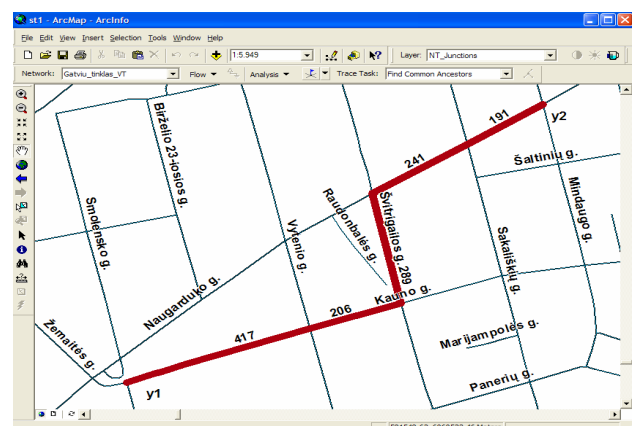 st1 - ArcMap - ArcInfo
File Edit View Insert Selection Tools Window Help
1:5.949 Layer: NT_Junctions
Network: Gatviu_tinklas_VT Flow Analysis Trace Task: Find Common Ancestors
191
y2
241
Šaltinių g.
Birželio 23-iosios g.
Smolensko g.
Vytenio g.
Raudonbalės g.
Švitrigailos g. 289
Sakališkių g.
Mindaugo g.
Naugarduko g.
Kauno g.
206
417
Žemaitės g.
Marijampolės g.
Panerių g.
y1